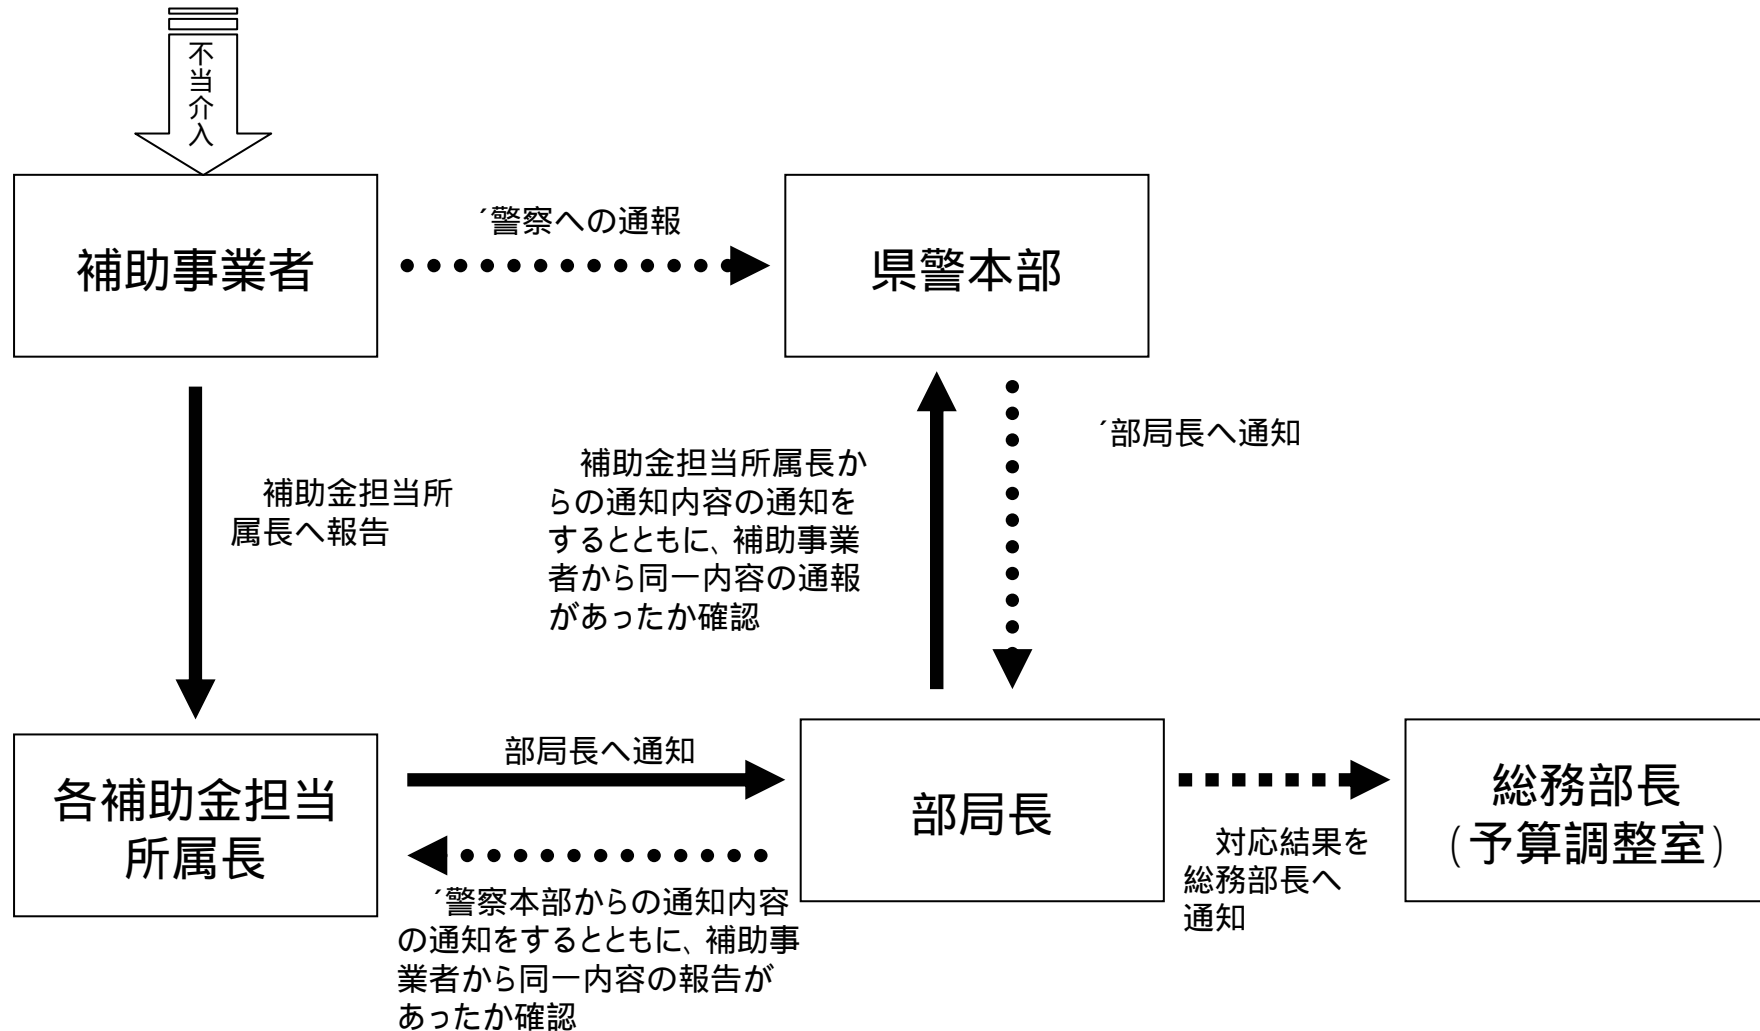 不当介入
補助事業者
´警察への通報
県警本部
補助金担当所
属長へ報告
補助金担当所属長か
らの通知内容の通知を
するとともに、補助事業
者から同一内容の通報
があったか確認
´部局長へ通知
各補助金担当
所属長
部局長へ通知
´警察本部からの通知内容
の通知をするとともに、補助事
業者から同一内容の報告が
あったか確認
部局長
対応結果を
総務部長へ
通知
総務部長
(予算調整室)